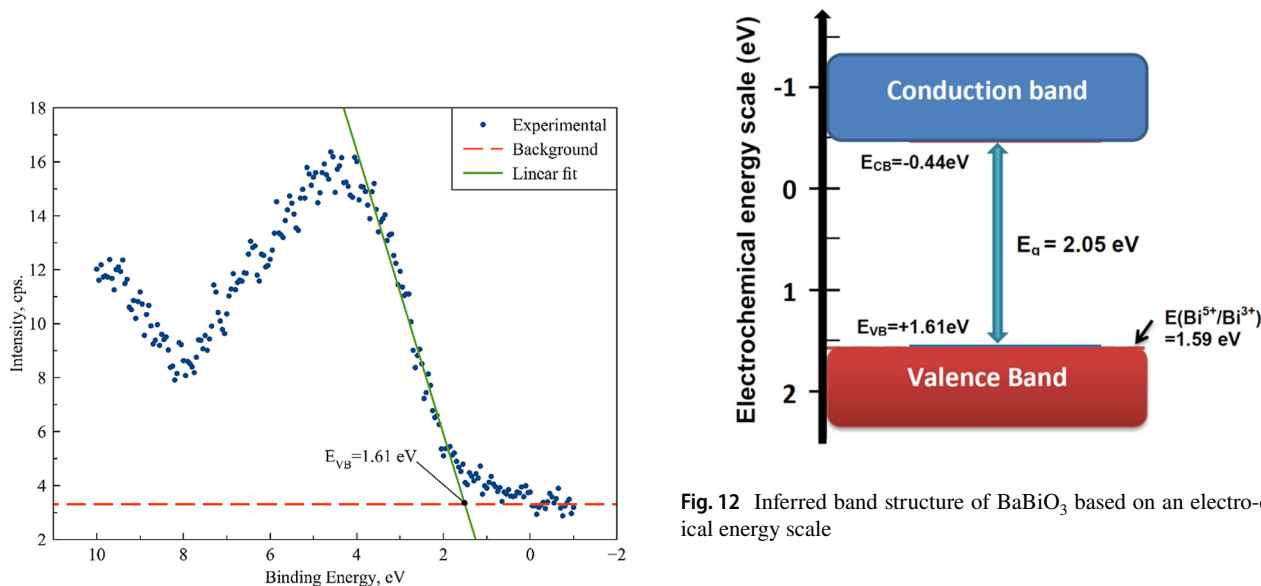 18
16
14
12
10
8
6
4
2
Intensity, cps.
Experimental
Background
Linear fit
E_VB=1.61 eV
10 8 6 4 2 0 −2
Binding Energy, eV
Electrochemical energy scale (eV)
-1
0
1
2
Conduction band
E_CB=-0.44eV
E_g = 2.05 eV
E_VB=+1.61eV
E(Bi⁵⁺/Bi³⁺)
=1.59 eV
Valence Band
Fig. 12 Inferred band structure of BaBiO₃ based on an electro-
ical energy scale